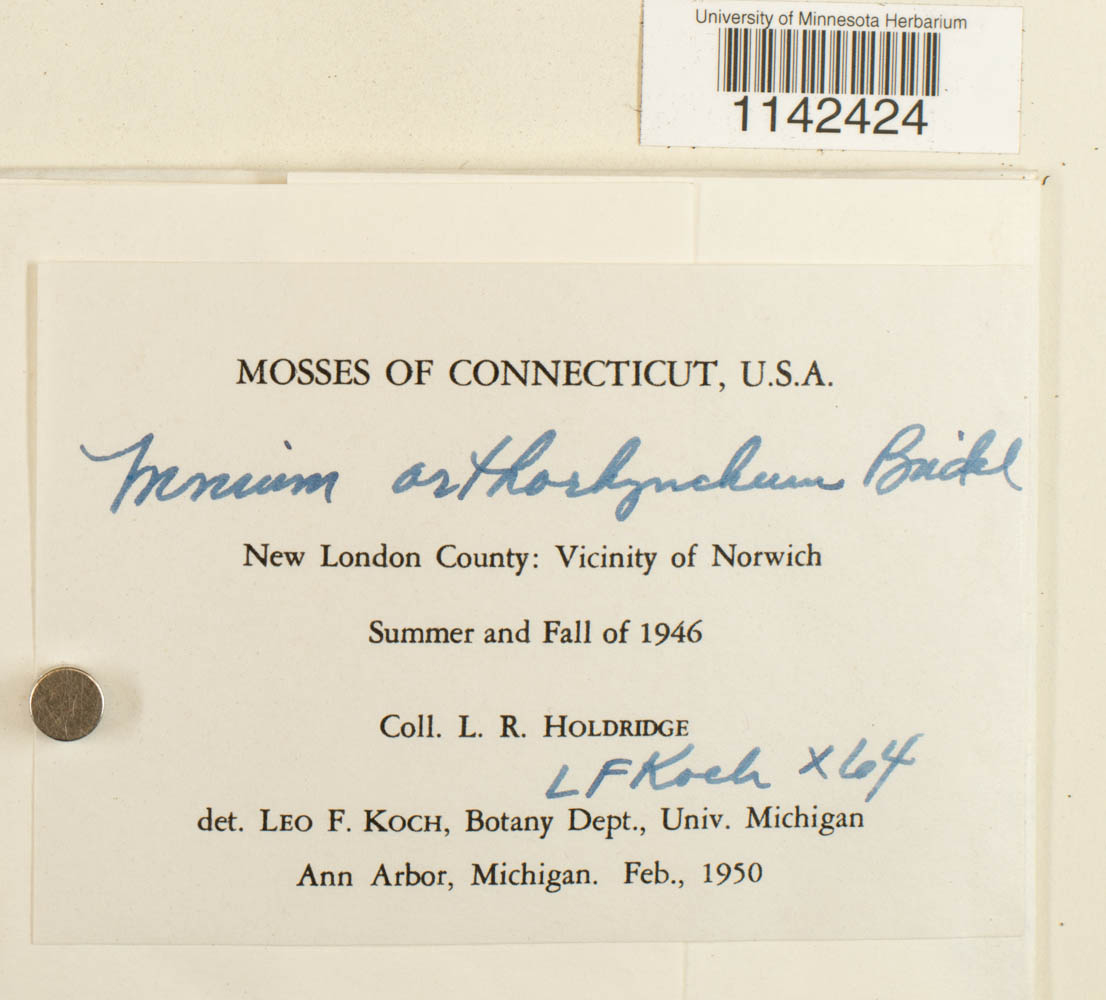 University of Minnesota Herbarium
1142424
MOSSES OF CONNECTICUT, U.S.A.
Mnium orthorhynchum Bridel
New London County: Vicinity of Norwich
Summer and Fall of 1946
Coll. L. R. HOLDRIDGE
LFKoch X64
det. LEO F. KOCH, Botany Dept., Univ. Michigan
Ann Arbor, Michigan. Feb., 1950